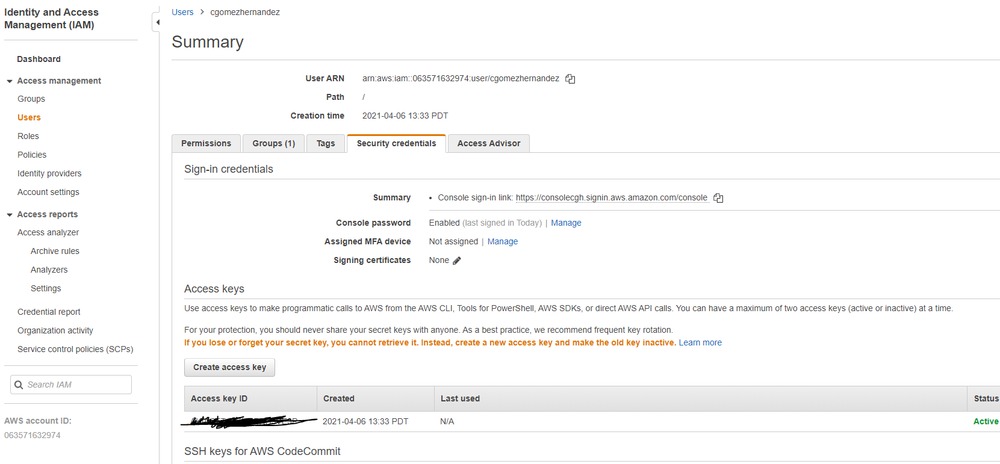 Identity and Access
Management (IAM)
Dashboard
Access management
Groups
Users
Roles
Policies
Identity providers
Account settings
Access reports
Access analyzer
Archive rules
Analyzers
Settings
Credential report
Organization activity
Service control policies (SCPs)
Search IAM
AWS account ID:
063571632974
Users > cgomezhernandez
Summary
User ARN arn:aws:iam::063571632974:user/cgomezhernandez
Path /
Creation time 2021-04-06 13:33 PDT
Permissions Groups (1) Tags Security credentials Access Advisor
Sign-in credentials
Summary • Console sign-in link: https://consolecgh.signin.aws.amazon.com/console
Console password Enabled (last signed in Today) | Manage
Assigned MFA device Not assigned | Manage
Signing certificates None
Access keys
Use access keys to make programmatic calls to AWS from the AWS CLI, Tools for PowerShell, AWS SDKs, or direct AWS API calls. You can have a maximum of two access keys (active or inactive) at a time.
For your protection, you should never share your secret keys with anyone. As a best practice, we recommend frequent key rotation.
If you lose or forget your secret key, you cannot retrieve it. Instead, create a new access key and make the old key inactive. Learn more
Create access key
Access key ID Created Last used Status
2021-04-06 13:33 PDT N/A Active
SSH keys for AWS CodeCommit